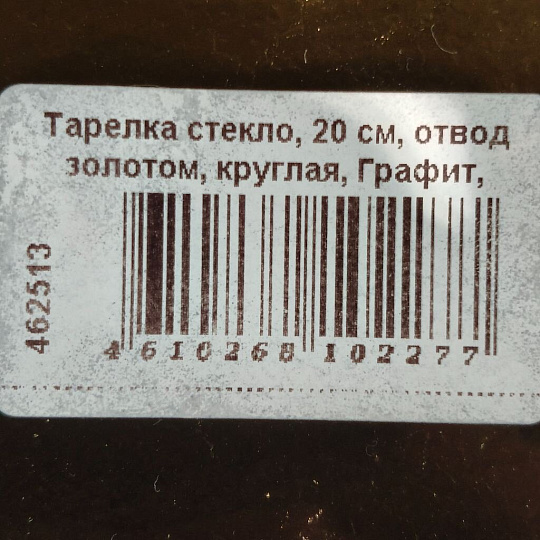 Тарелка стекло, 20 см, отвод
золотом, круглая, Графит,
462513
4 610268 102277